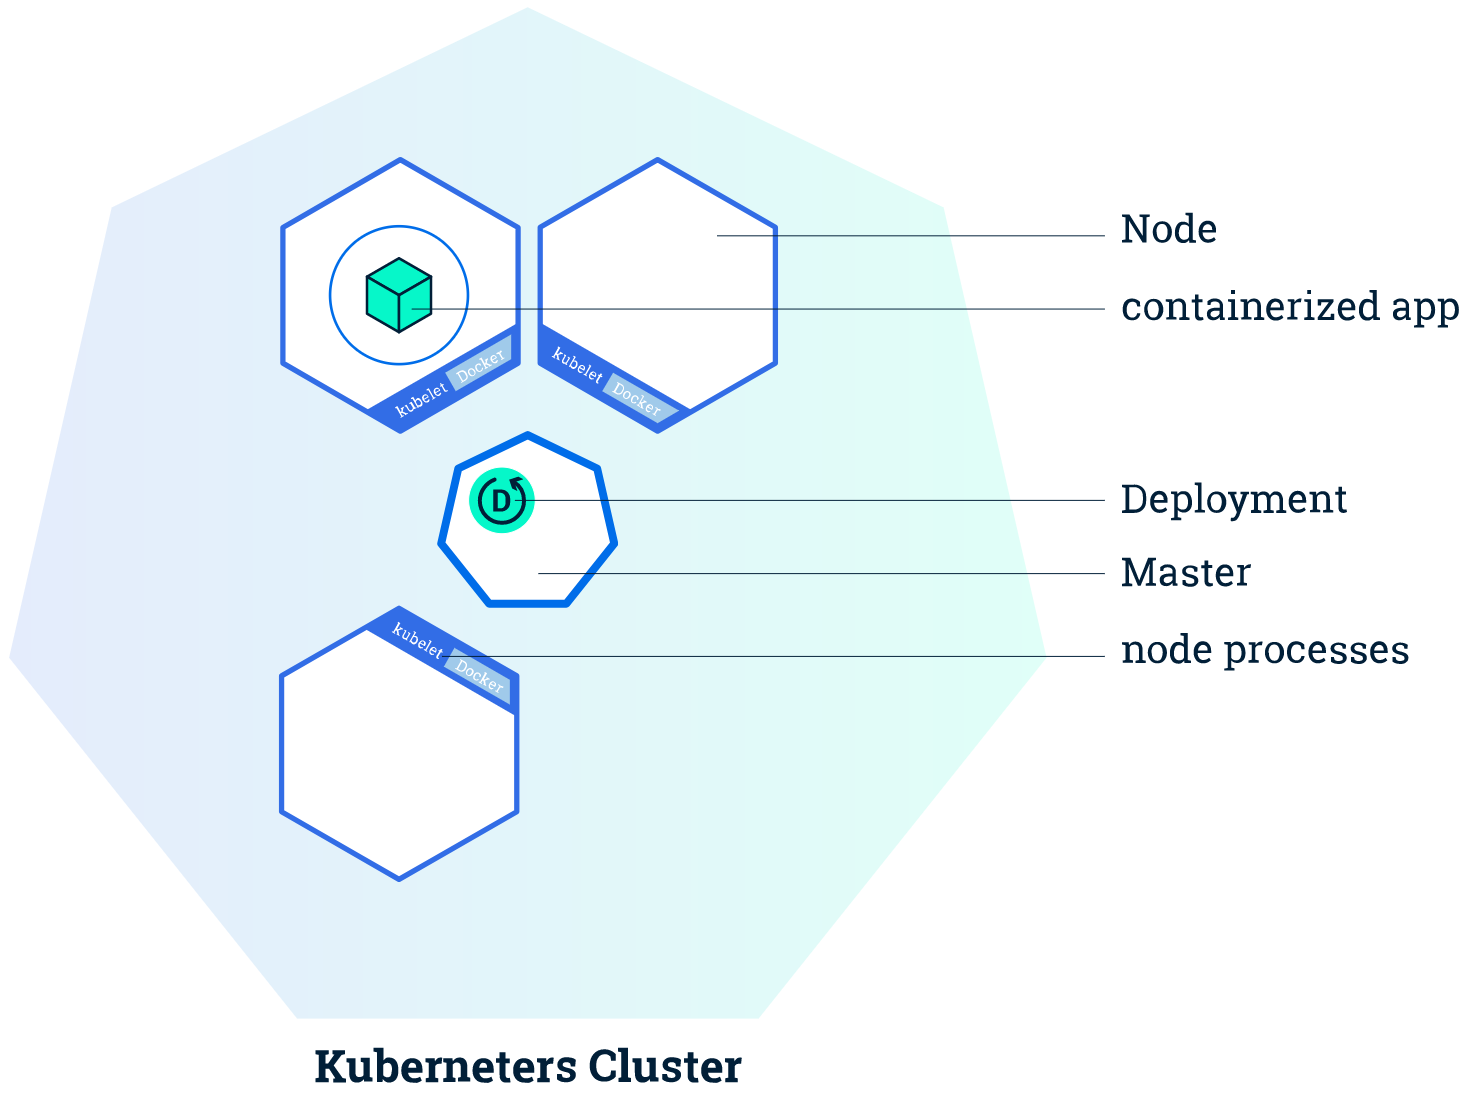 Node
containerized app
kubelet Docker
kubelet Docker
D
Deployment
Master
kubelet Docker
node processes
Kuberneters Cluster